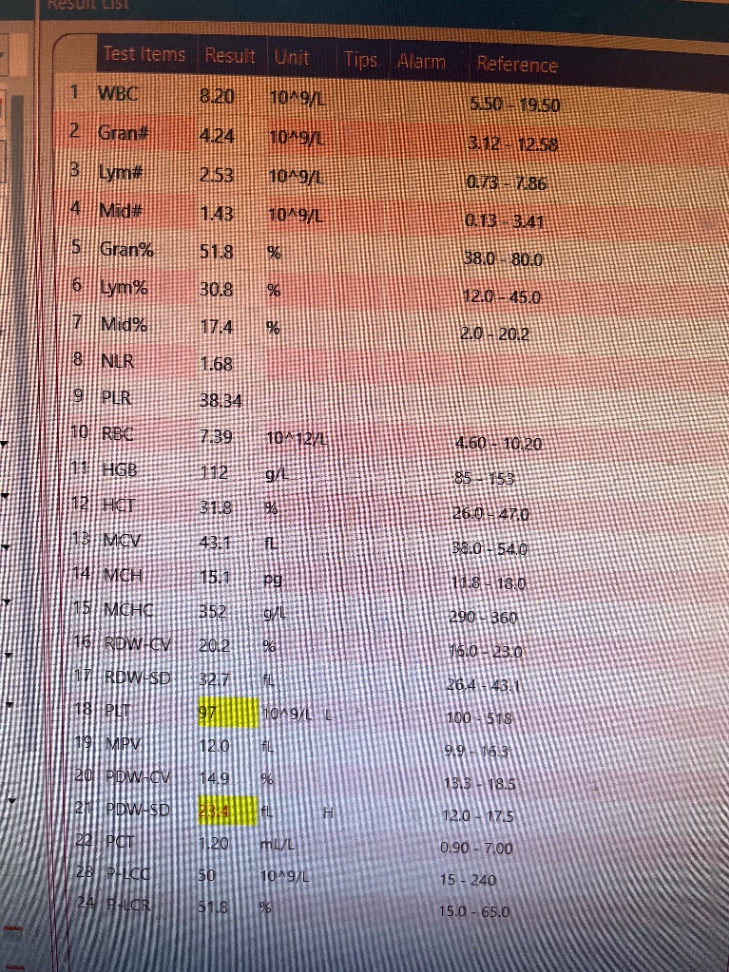 Result List
Test Items Result Unit Tips Alarm Reference
1 WBC 8.20 10^9/L 5.50 - 19.50
2 Gran# 4.24 10^9/L 3.12 - 12.58
3 Lym# 2.53 10^9/L 0.73 - 7.86
4 Mid# 1.43 10^9/L 0.13 - 3.41
5 Gran% 51.8 % 38.0 - 80.0
6 Lym% 30.8 % 12.0 - 45.0
7 Mid% 17.4 % 2.0 - 20.2
8 NLR 1.68
9 PLR 38.34
10 RBC 7.39 10^12/L 4.60 - 10.20
11 HGB 112 g/L 85 - 153
12 HCT 31.8 % 26.0 - 47.0
13 MCV 43.1 fL 38.0 - 54.0
14 MCH 15.1 pg 11.8 - 18.0
15 MCHC 352 g/L 290 - 360
16 RDW-CV 20.2 % 16.0 - 23.0
17 RDW-SD 32.7 fL 26.4 - 43.1
18 PLT 97 10^9/L L 100 - 518
19 MPV 12.0 fL 9.9 - 16.3
20 PDW-CV 14.9 % 13.3 - 18.5
21 PDW-SD 23.4 fL H 12.0 - 17.5
22 PCT 1.20 mL/L 0.90 - 7.00
23 P-LCC 50 10^9/L 15 - 240
24 P-LCR 51.8 % 15.0 - 65.0